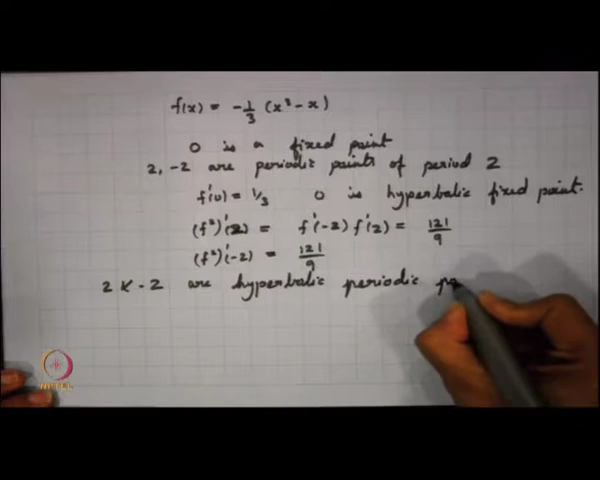 f(x) = -1/3 (x³ - x)
0 is a fixed point
2, -2 are periodic points of period 2
f'(0) = 1/3 0 is hyperbolic fixed point.
(f²)'(2) = f'(-2) f'(2) = 121/9
(f²)'(-2) = 121/9
2 & -2 are hyperbolic periodic po
NPTEL